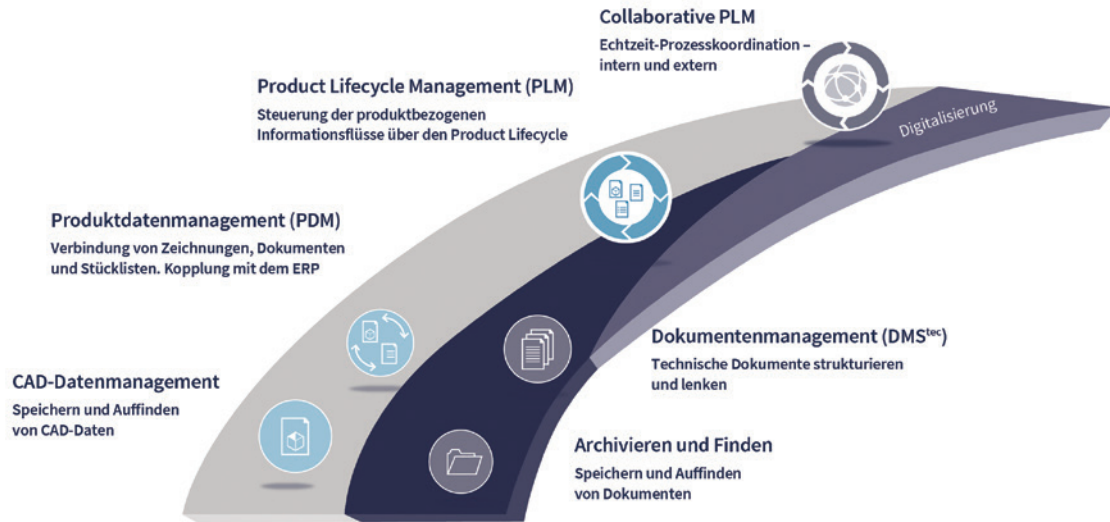 Collaborative PLM
Echtzeit-Prozesskoordination –
intern und extern
Product Lifecycle Management (PLM)
Steuerung der produktbezogenen
Informationsflüsse über den Product Lifecycle
Digitalisierung
Produktdatenmanagement (PDM)
Verbindung von Zeichnungen, Dokumenten
und Stücklisten. Kopplung mit dem ERP
Dokumentenmanagement (DMSᵗᵉᶜ)
Technische Dokumente strukturieren
und lenken
CAD-Datenmanagement
Speichern und Auffinden
von CAD-Daten
Archivieren und Finden
Speichern und Auffinden
von Dokumenten